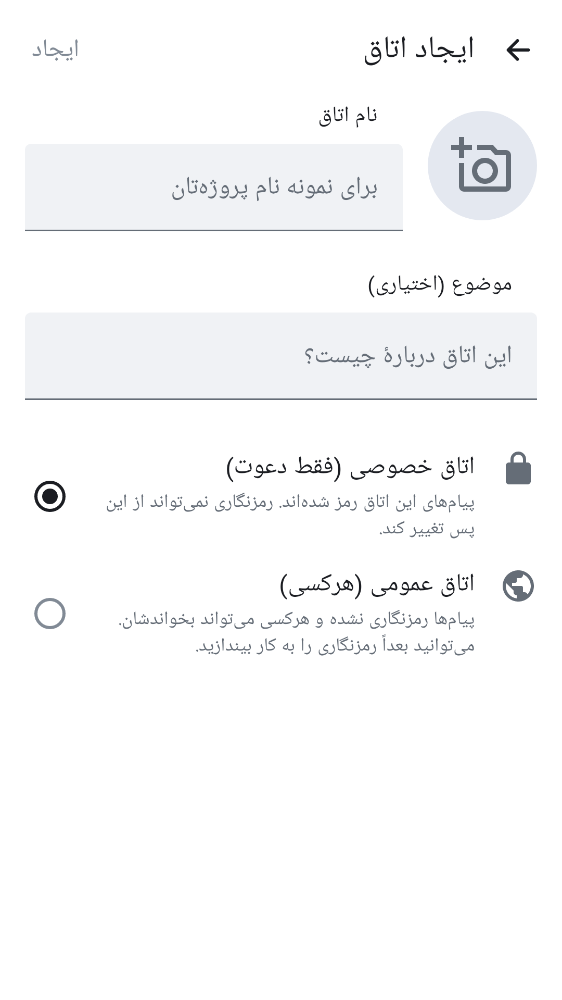 ایجاد اتاق
ایجاد
نام اتاق
برای نمونه نام پروژه‌تان
موضوع (اختیاری)
این اتاق دربارهٔ چیست؟
اتاق خصوصی (فقط دعوت)
پیام‌های این اتاق رمز شده‌اند. رمزنگاری نمی‌تواند از این
پس تغییر کند.
اتاق عمومی (هرکسی)
پیام‌ها رمزنگاری نشده و هرکسی می‌تواند بخواندشان.
می‌توانید بعداً رمزنگاری را به کار بیندازید.